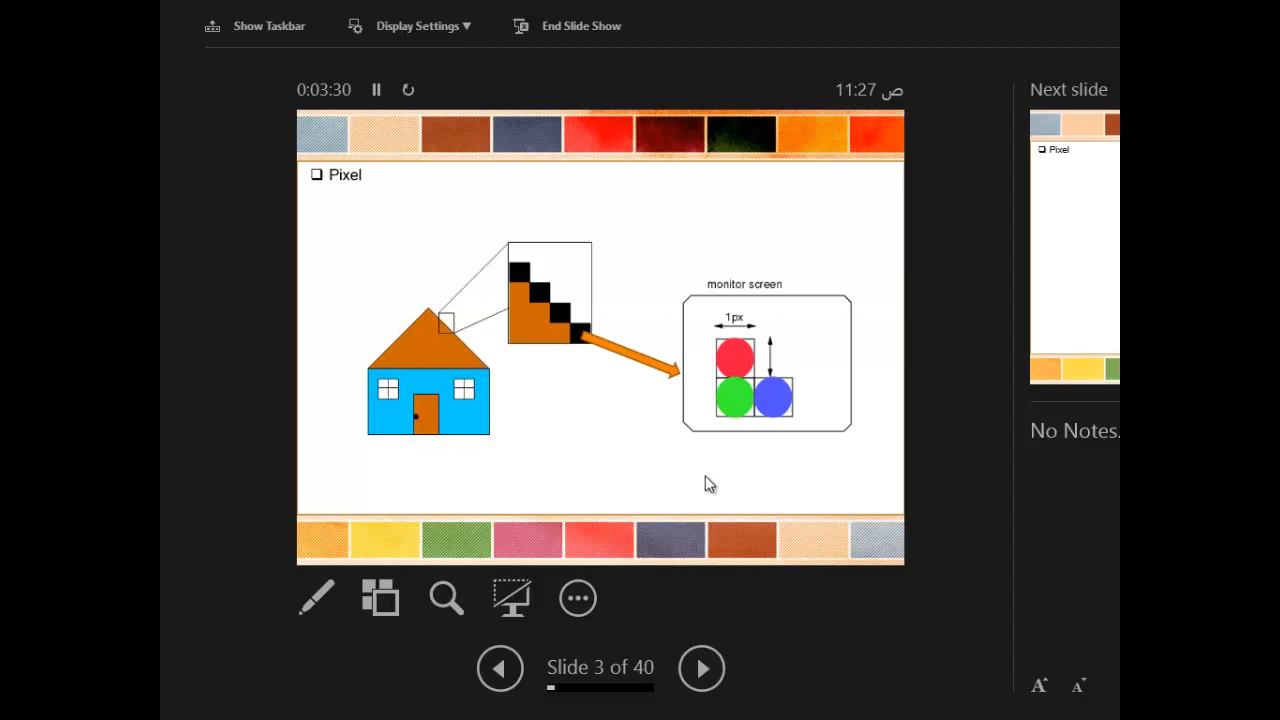 Show Taskbar
Display Settings ▼
End Slide Show
0:03:30
11:27 ص
Next slide
❑ Pixel
❑ Pixel
monitor screen
1px
No Notes.
Slide 3 of 40
A A